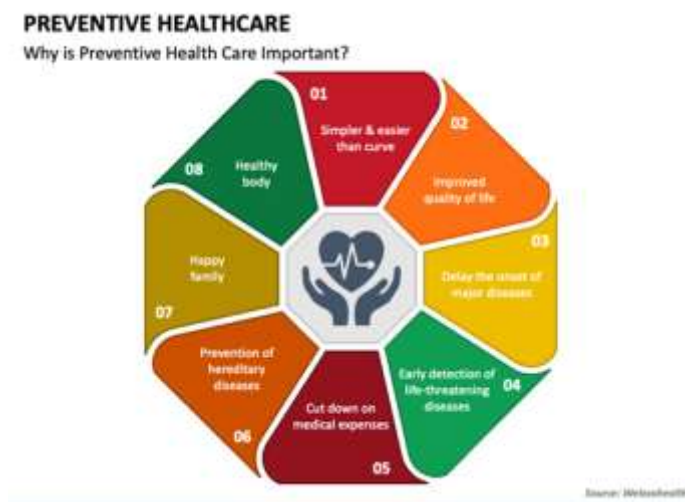 PREVENTIVE HEALTHCARE
Why is Preventive Health Care Important?
01
Simpler & easier
than curve
02
Improved
quality of life
03
Delay the onset of
major diseases
04
Early detection of
life-threatening
diseases
05
Cut down on
medical expenses
06
Prevention of
hereditary
diseases
07
Happy
family
08
Healthy
body
Source: